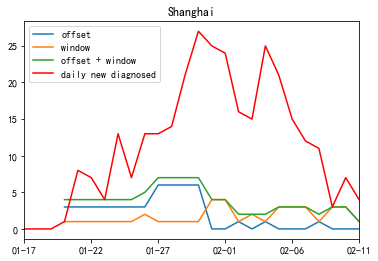 Shanghai
offset
window
offset + window
daily new diagnosed
25
20
15
10
5
0
01-17 01-22 01-27 02-01 02-06 02-11